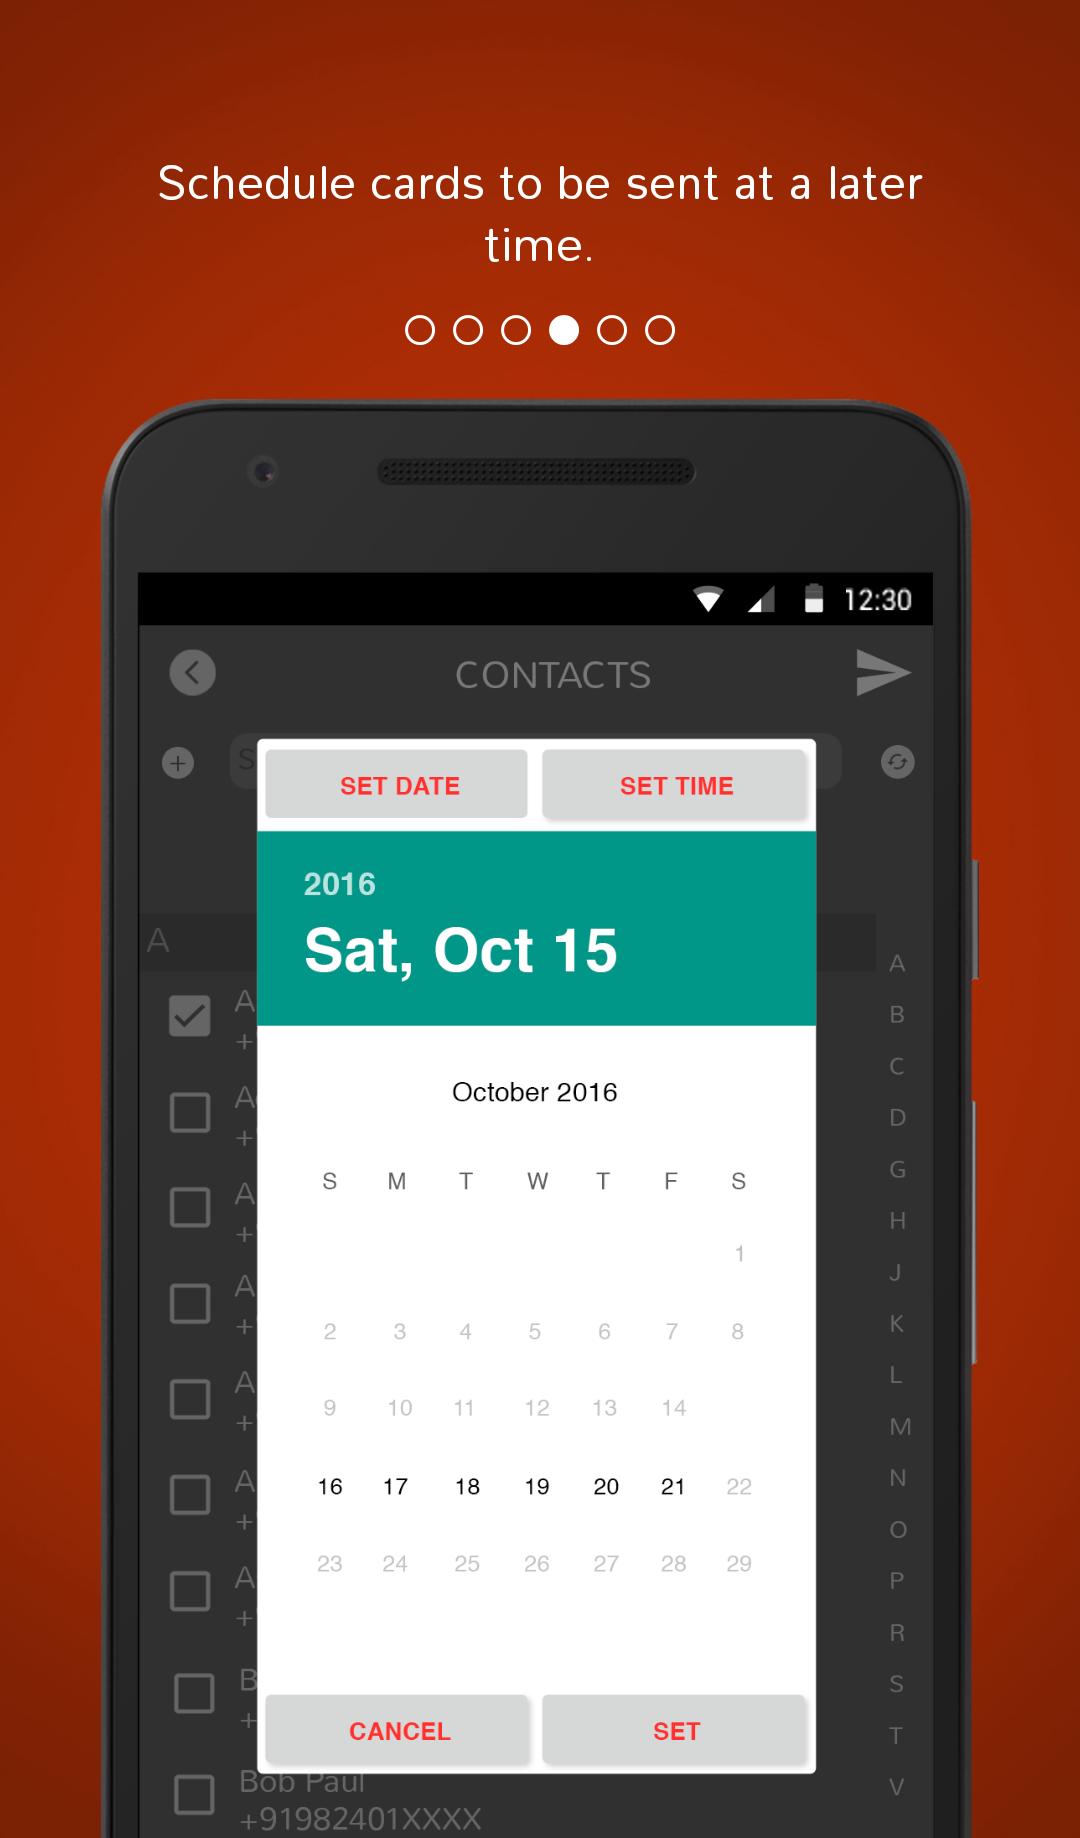 Schedule cards to be sent at a later
time.
12:30
CONTACTS
S
SET DATE SET TIME
2016
Sat, Oct 15
October 2016
S M T W T F S
1
2 3 4 5 6 7 8
9 10 11 12 13 14
16 17 18 19 20 21 22
23 24 25 26 27 28 29
CANCEL SET
A
A
+
A
+
A
+
A
+
A
+
A
+
A
+
B
+
Bob Paul
+91982401XXXX
A
B
C
D
G
H
J
K
L
M
N
O
P
R
S
T
V